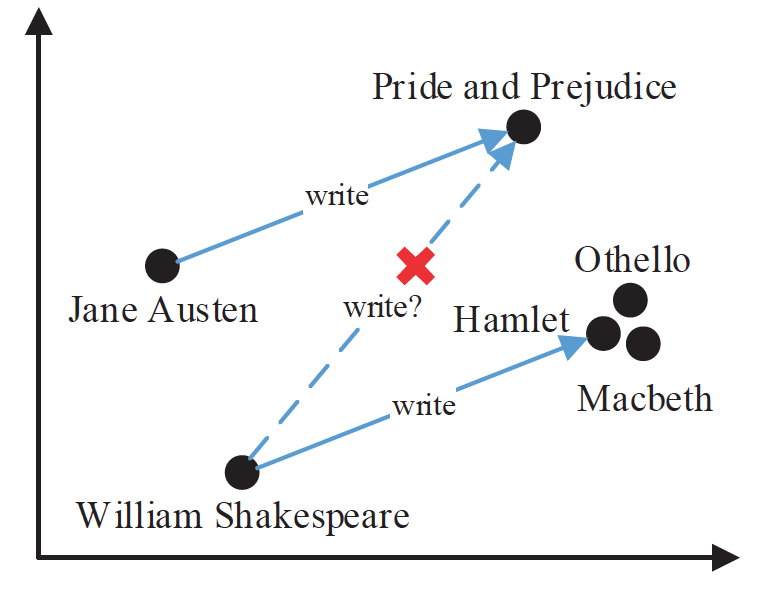 Pride and Prejudice
write
Othello
Jane Austen
write?
Hamlet
write
Macbeth
William Shakespeare